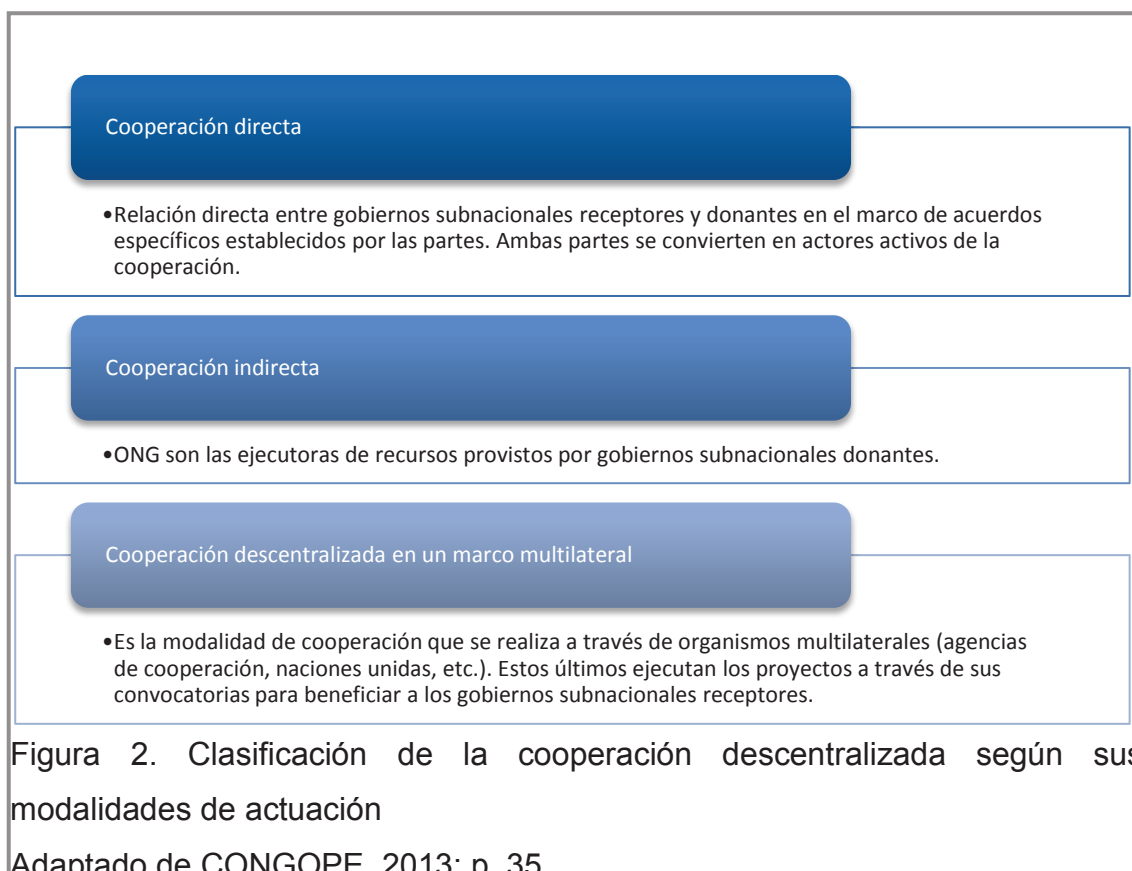 Cooperación directa
•Relación directa entre gobiernos subnacionales receptores y donantes en el marco de acuerdos
específicos establecidos por las partes. Ambas partes se convierten en actores activos de la
cooperación.
Cooperación indirecta
•ONG son las ejecutoras de recursos provistos por gobiernos subnacionales donantes.
Cooperación descentralizada en un marco multilateral
•Es la modalidad de cooperación que se realiza a través de organismos multilaterales (agencias
de cooperación, naciones unidas, etc.). Estos últimos ejecutan los proyectos a través de sus
convocatorias para beneficiar a los gobiernos subnacionales receptores.
Figura 2. Clasificación de la cooperación descentralizada según sus
modalidades de actuación
Adaptado de CONGOPE, 2013: p. 35